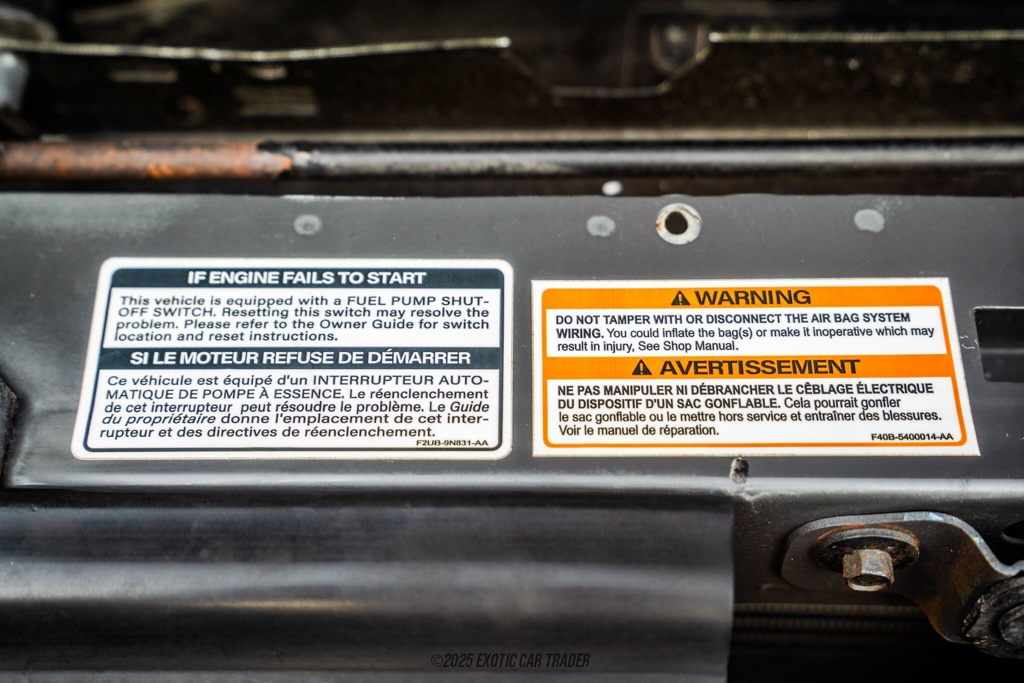 IF ENGINE FAILS TO START
This vehicle is equipped with a FUEL PUMP SHUT-
OFF SWITCH. Resetting this switch may resolve the
problem. Please refer to the Owner Guide for switch
location and reset instructions.
SI LE MOTEUR REFUSE DE DÉMARRER
Ce véhicule est équipé d'un INTERRUPTEUR AUTO-
MATIQUE DE POMPE À ESSENCE. Le réenclenchement
de cet interrupteur peut résoudre le problème. Le Guide
du propriétaire donne l'emplacement de cet inter-
rupteur et des directives de réenclenchement.
F2UB-9N831-AA
WARNING
DO NOT TAMPER WITH OR DISCONNECT THE AIR BAG SYSTEM
WIRING. You could inflate the bag(s) or make it inoperative which may
result in injury, See Shop Manual.
AVERTISSEMENT
NE PAS MANIPULER NI DÉBRANCHER LE CÊBLAGE ÉLECTRIQUE
DU DISPOSITIF D'UN SAC GONFLABLE. Cela pourrait gonfler
le sac gonflable ou le mettre hors service et entraîner des blessures.
Voir le manuel de réparation.
F40B-5400014-AA
©2025 EXOTIC CAR TRADER